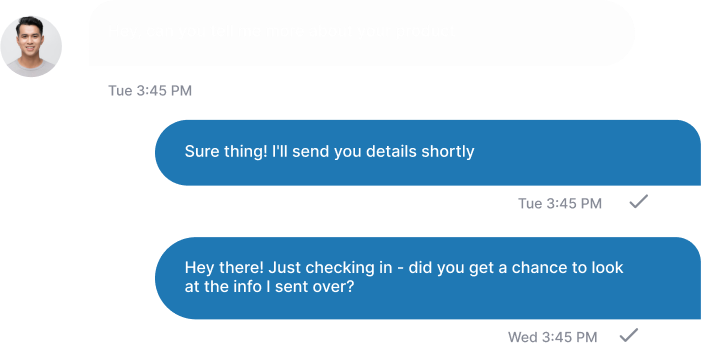 Tue 3:45 PM
Sure thing! I'll send you details shortly
Tue 3:45 PM
Hey there! Just checking in - did you get a chance to look
at the info I sent over?
Wed 3:45 PM